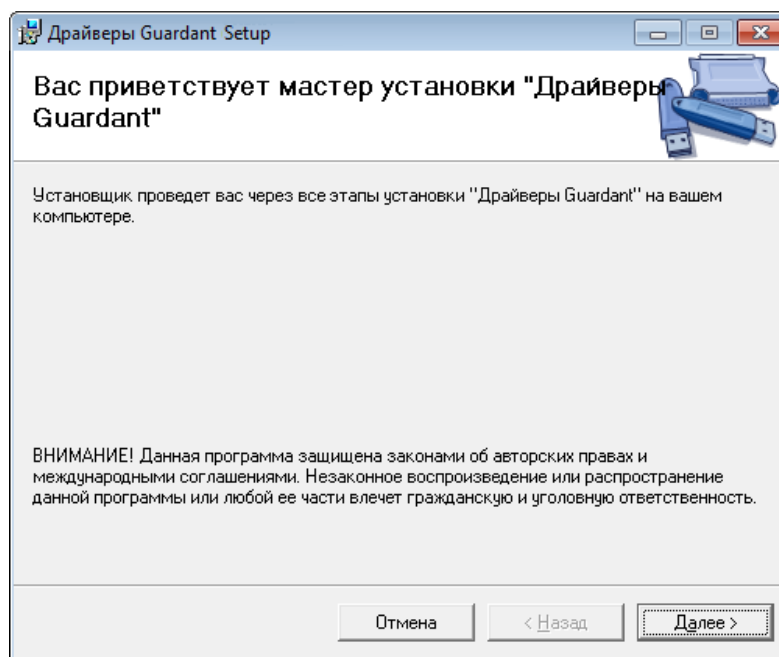 Драйверы Guardant Setup
Вас приветствует мастер установки "Драйверы
Guardant"
Установщик проведет вас через все этапы установки "Драйверы Guardant" на вашем
компьютере.
ВНИМАНИЕ! Данная программа защищена законами об авторских правах и
международными соглашениями. Незаконное воспроизведение или распространение
данной программы или любой ее части влечет гражданскую и уголовную ответственность.
Отмена
< Назад
Далее >